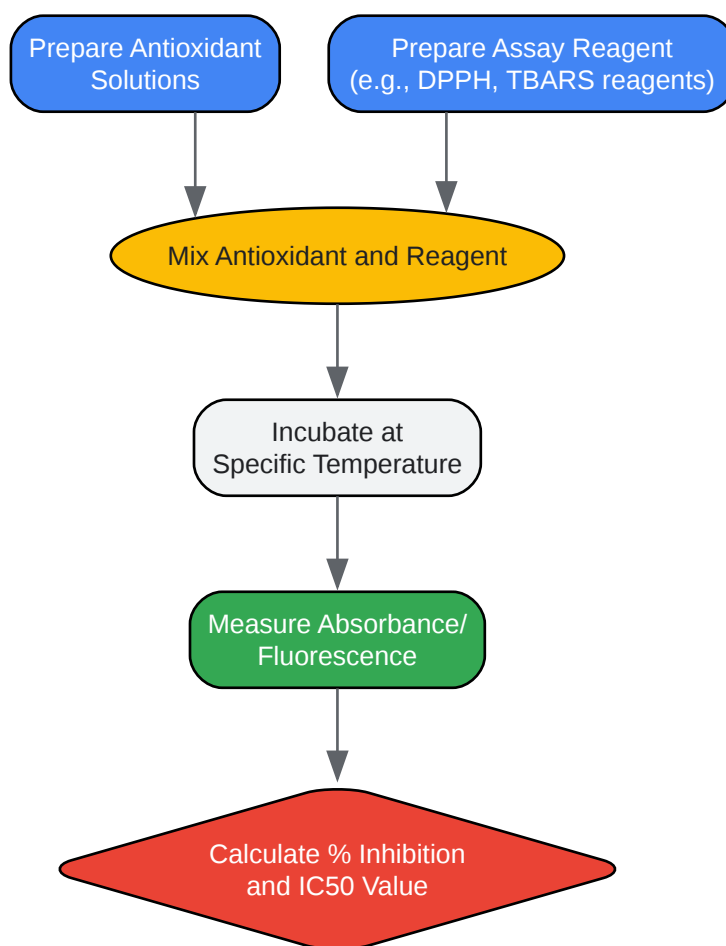 Prepare Antioxidant
Solutions
Prepare Assay Reagent
(e.g., DPPH, TBARS reagents)
Mix Antioxidant and Reagent
Incubate at
Specific Temperature
Measure Absorbance/
Fluorescence
Calculate % Inhibition
and IC50 Value